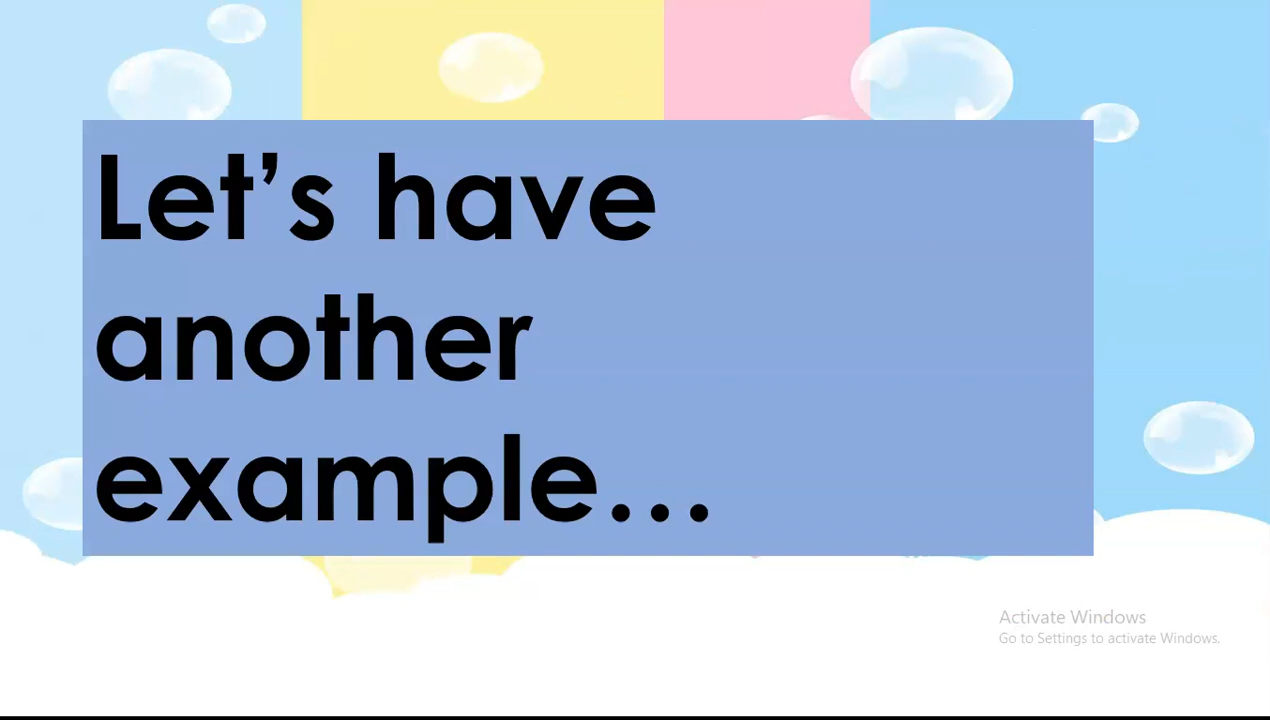 Let’s have
another
example…
Activate Windows
Go to Settings to activate Windows.